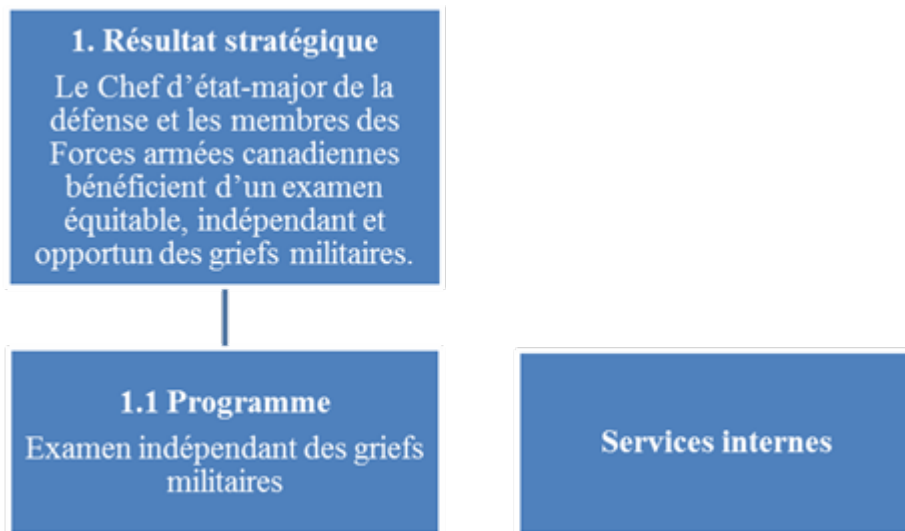 1. Résultat stratégique
Le Chef d’état-major de la
défense et les membres des
Forces armées canadiennes
bénéficient d’un examen
équitable, indépendant et
opportun des griefs militaires.
1.1 Programme
Examen indépendant des griefs
militaires
Services internes